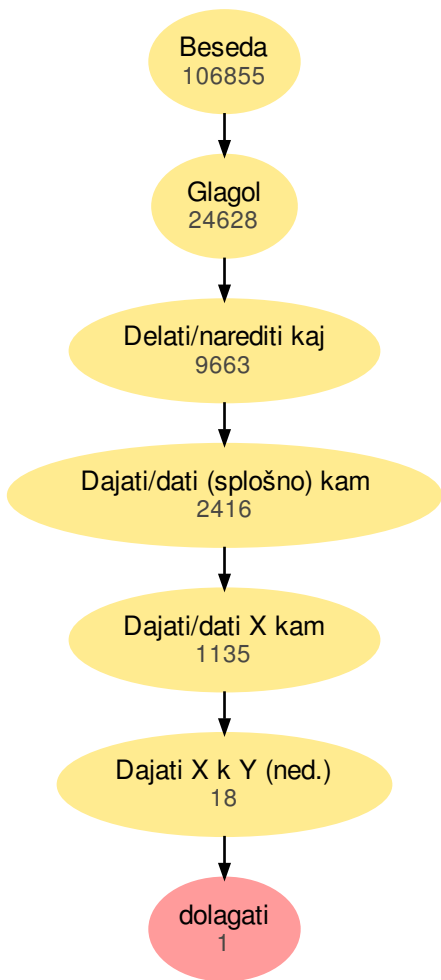 Beseda
106855
Glagol
24628
Delati/narediti kaj
9663
Dajati/dati (splošno) kam
2416
Dajati/dati X kam
1135
Dajati X k Y (ned.)
18
dolagati
1